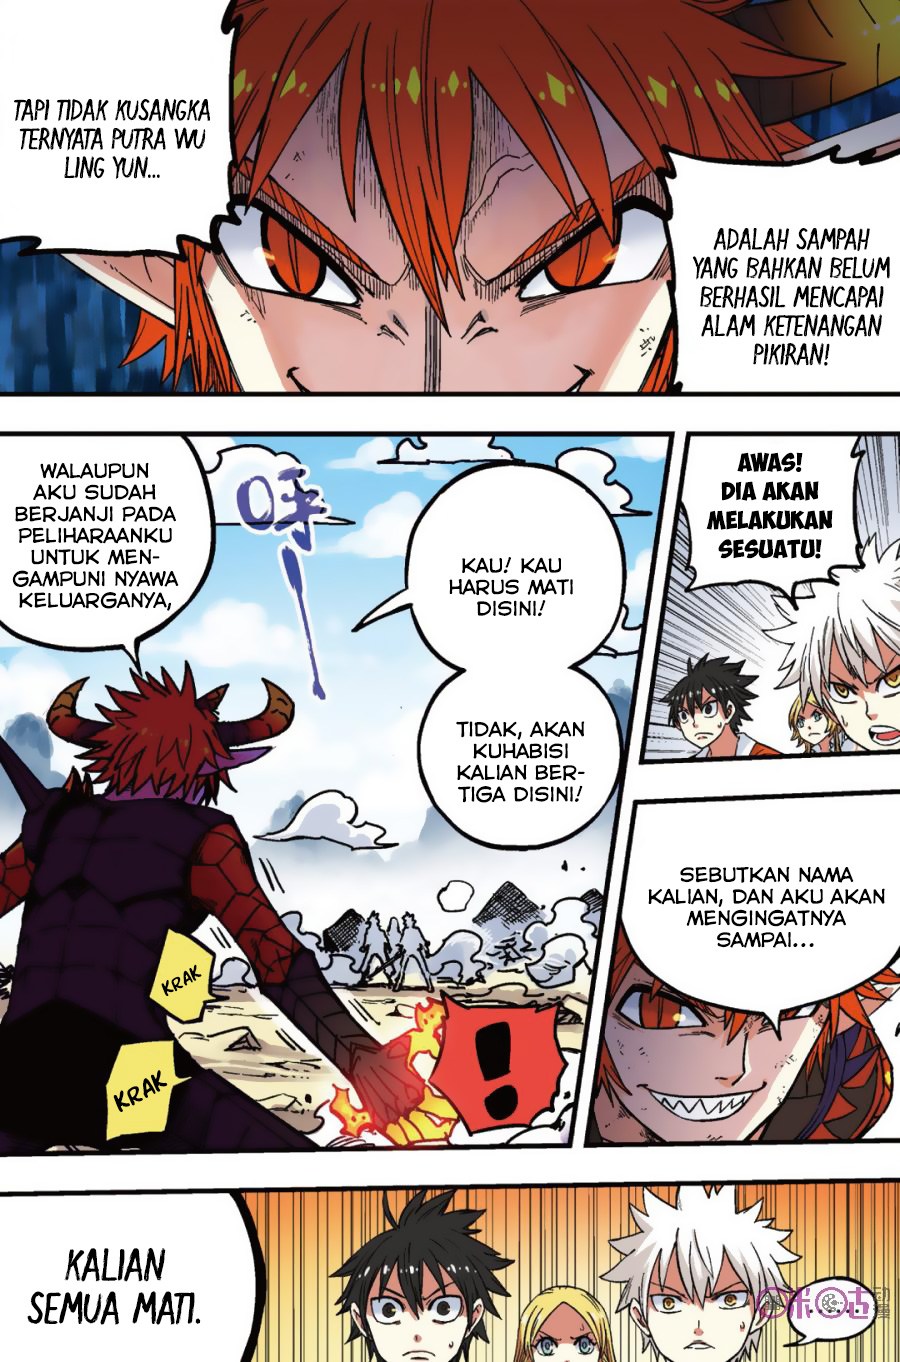 TAPI TIDAK KUSANGKA
TERNYATA PUTRA WU
LING YUN...
ADALAH SAMPAH
YANG BAHKAN BELUM
BERHASIL MENCAPAI
ALAM KETENANGAN
PIKIRAN!
WALAUPUN
AKU SUDAH
BERJANJI PADA
PELIHARAANKU
UNTUK MEN-
GAMPUNI NYAWA
KELUARGANYA,
呼
KAU! KAU
HARUS MATI
DISINI!
TIDAK, AKAN
KUHABISI
KALIAN BER-
TIGA DISINI!
KRAK
KRAK
!
AWAS!
DIA AKAN
MELAKUKAN
SESUATU!
SEBUTKAN NAMA
KALIAN, DAN AKU AKAN
MENGINGATNYA
SAMPAI...
KALIAN
SEMUA MATI.